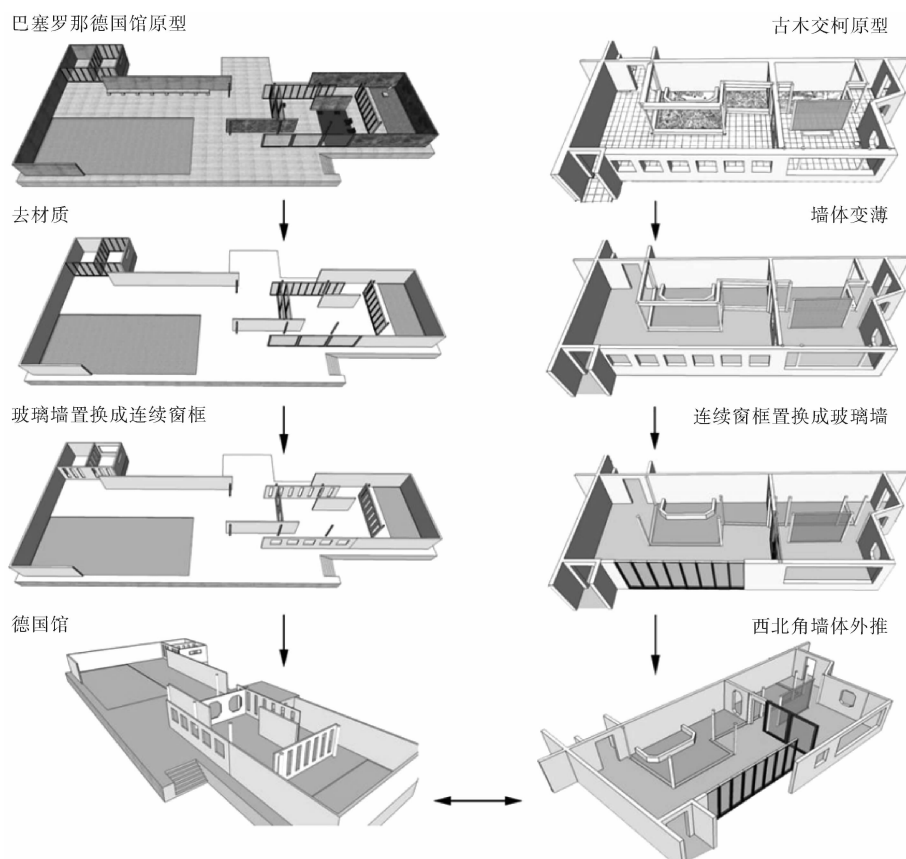 巴塞罗那德国馆原型
古木交柯原型
去材质
墙体变薄
玻璃墙置换成连续窗框
连续窗框置换成玻璃墙
德国馆
西北角墙体外推